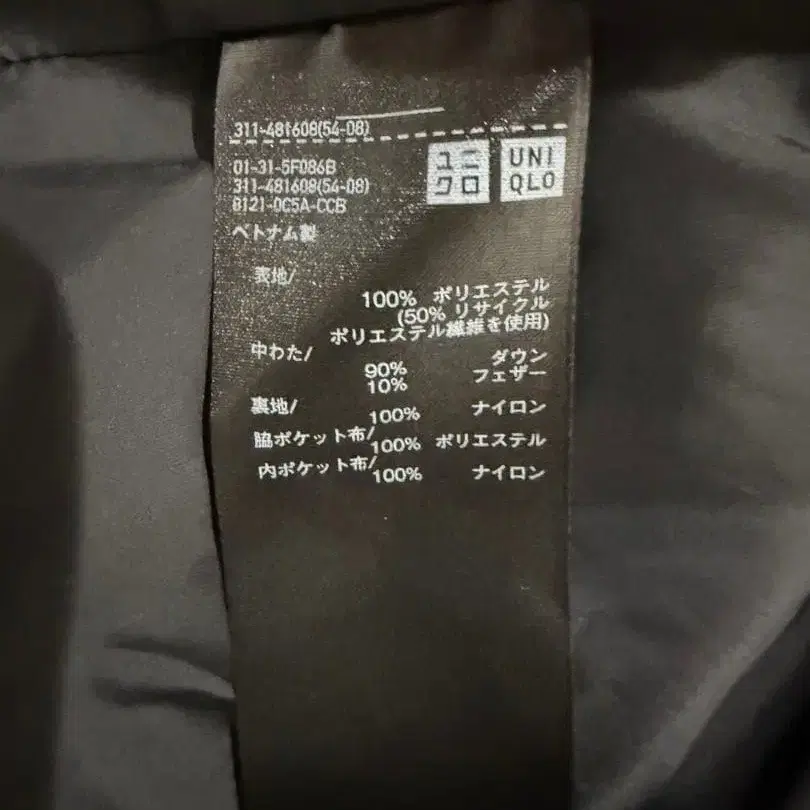 311-481608(54-08)
01-31-5F086B
311-481608(54-08)
8121-0C5A-CCB
ベトナム製
ユニ
クロ
UNI
QLO
表地/
100% ポリエステル
(50% リサイクル
ポリエステル繊維を使用)
中わた/
90% ダウン
10% フェザー
裏地/
100% ナイロン
脇ポケット布/
100% ポリエステル
内ポケット布/
100% ナイロン